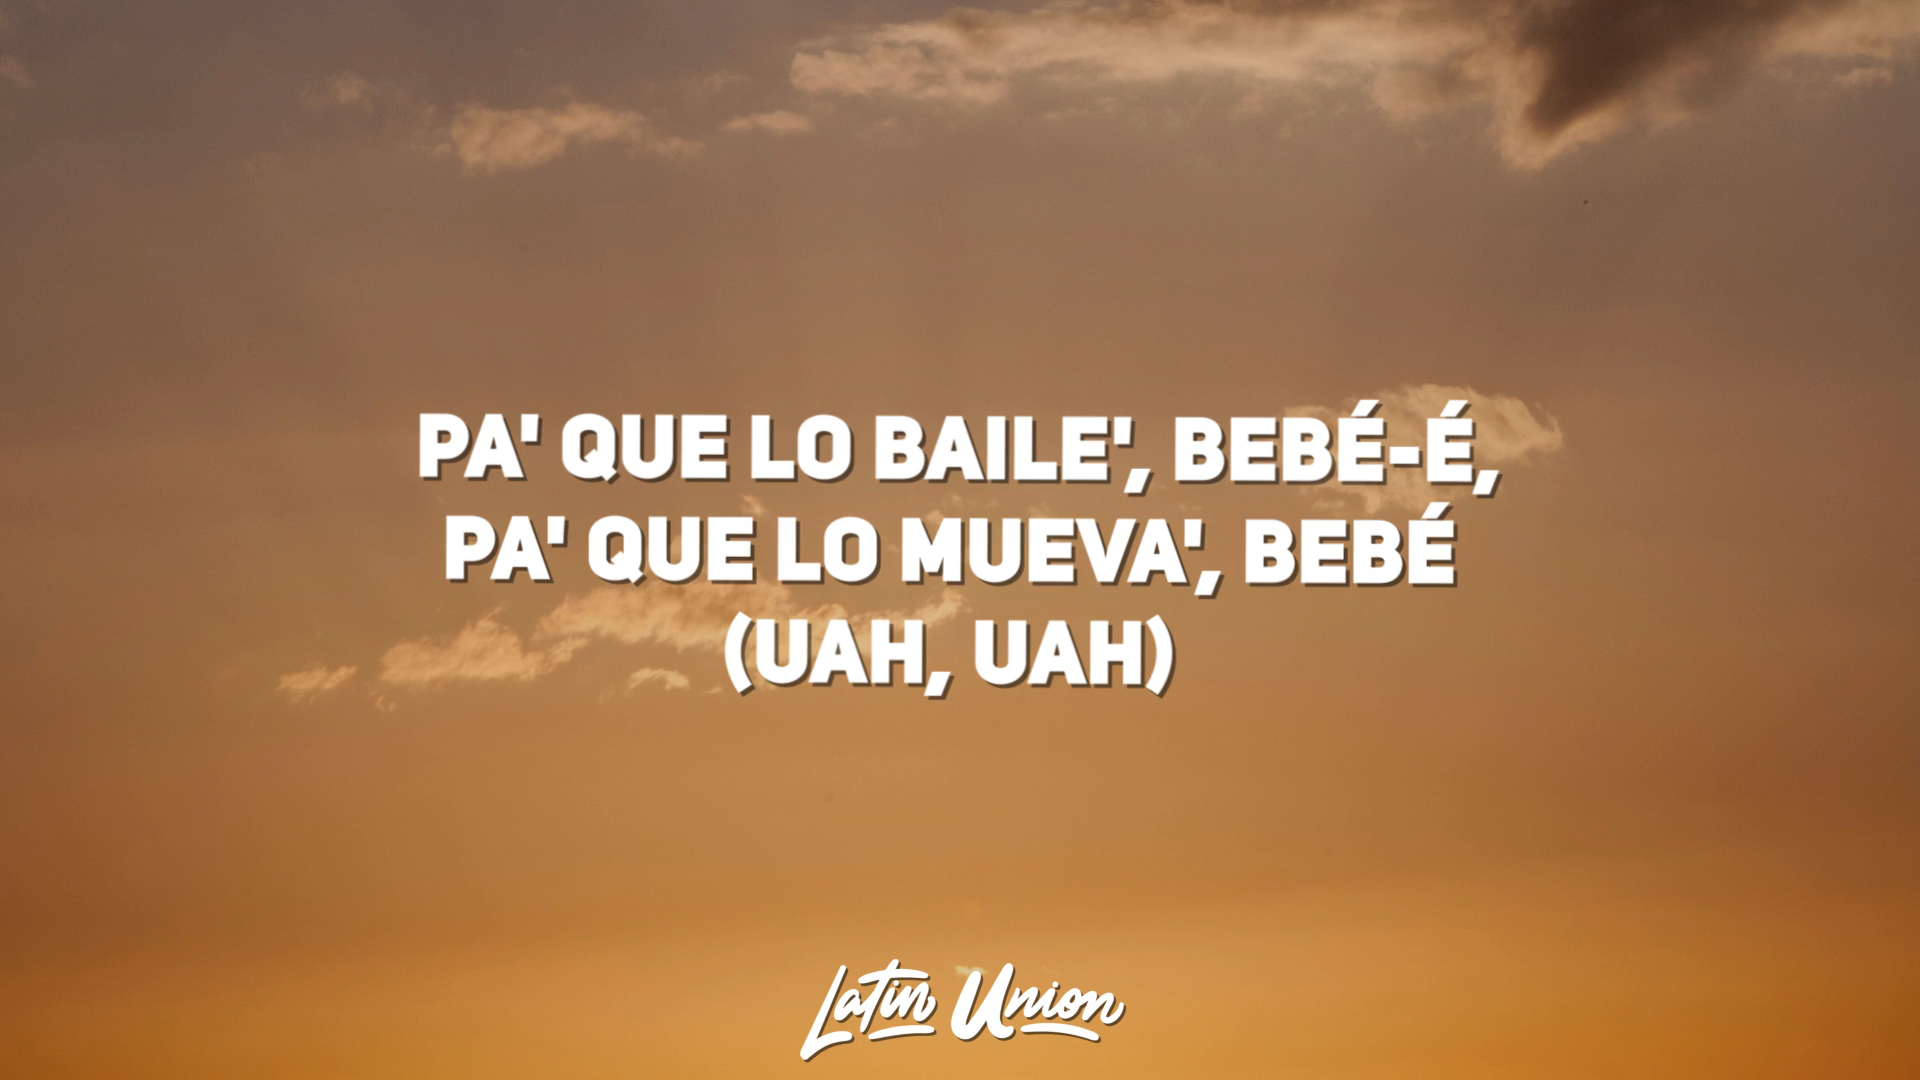 PA' QUE LO BAILE', BEBÉ-É,
PA' QUE LO MUEVA', BEBÉ
(UAH, UAH)
Latin Union